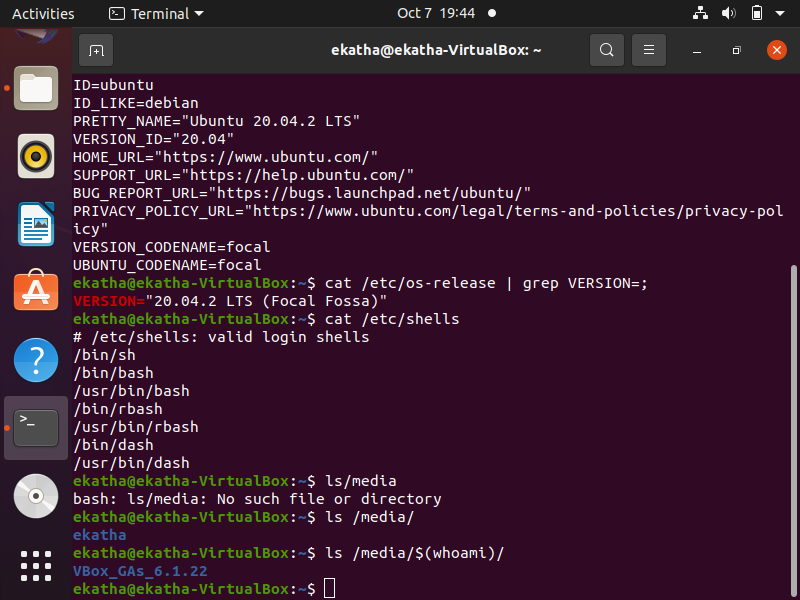 Activities
Terminal
Oct 7 19:44
ekatha@ekatha-VirtualBox: ~
ID=ubuntu
ID_LIKE=debian
PRETTY_NAME="Ubuntu 20.04.2 LTS"
VERSION_ID="20.04"
HOME_URL="https://www.ubuntu.com/"
SUPPORT_URL="https://help.ubuntu.com/"
BUG_REPORT_URL="https://bugs.launchpad.net/ubuntu/"
PRIVACY_POLICY_URL="https://www.ubuntu.com/legal/terms-and-policies/privacy-pol
icy"
VERSION_CODENAME=focal
UBUNTU_CODENAME=focal
ekatha@ekatha-VirtualBox:~$ cat /etc/os-release | grep VERSION=;
VERSION="20.04.2 LTS (Focal Fossa)"
ekatha@ekatha-VirtualBox:~$ cat /etc/shells
# /etc/shells: valid login shells
/bin/sh
/bin/bash
/usr/bin/bash
/bin/rbash
/usr/bin/rbash
/bin/dash
/usr/bin/dash
ekatha@ekatha-VirtualBox:~$ ls/media
bash: ls/media: No such file or directory
ekatha@ekatha-VirtualBox:~$ ls /media/
ekatha
ekatha@ekatha-VirtualBox:~$ ls /media/$(whoami)/
VBox_GAs_6.1.22
ekatha@ekatha-VirtualBox:~$